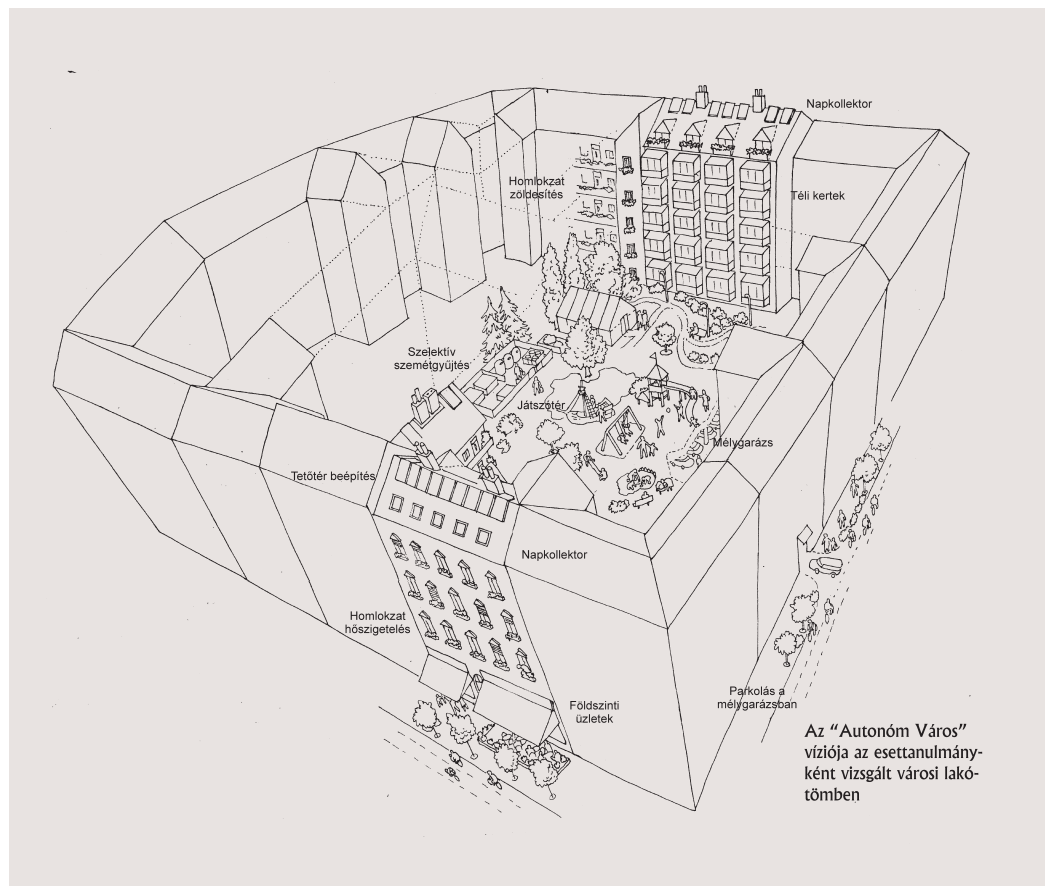 Napkollektor
Homlokzat
zöldesítés
Téli kertek
Szelektív
szemétgyűjtés
Játszótér
Mélygarázs
Tetőtér beépítés
Napkollektor
Homlokzat
hőszigetelés
Földszinti
üzletek
Parkolás a
mélygarázsban
Az “Autonóm Város”
víziója az esettanulmány-
ként vizsgált városi lakó-
tömben